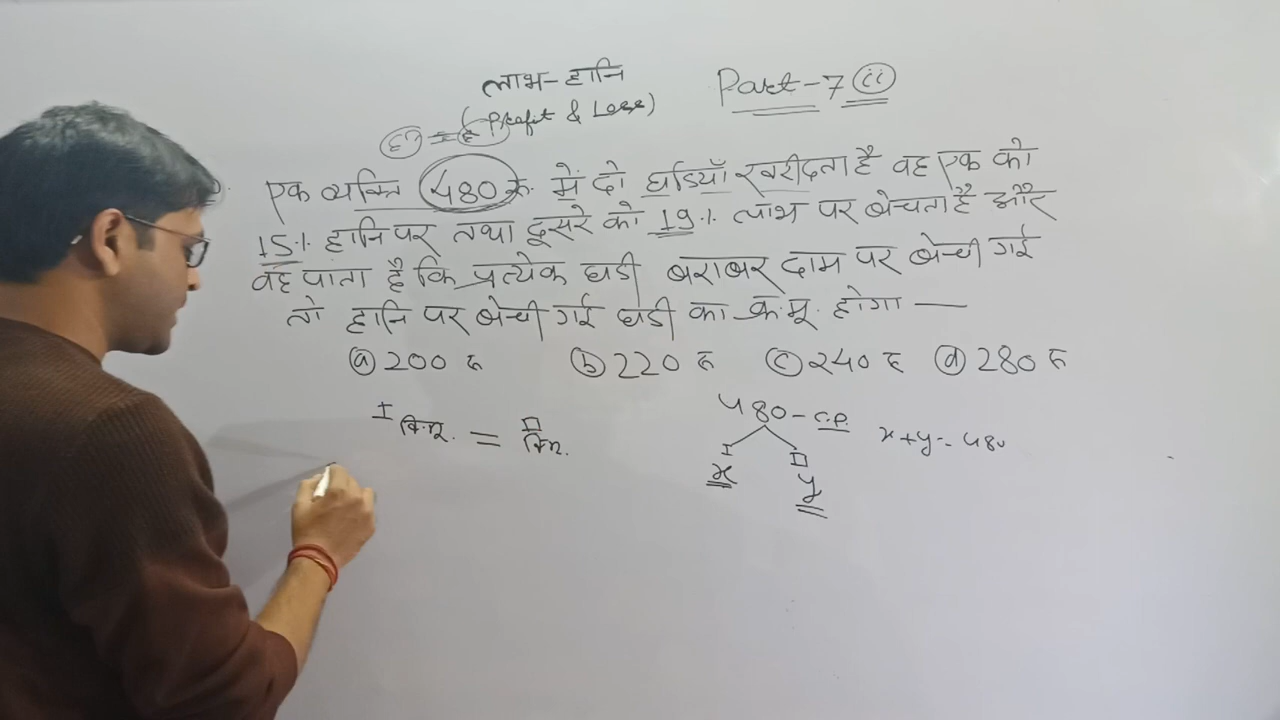 लाभ-हानि Part-7 (ii)
(Profit & Loss)
एक व्यक्ति 480 रु. में दो घडियाँ खरीदता है वह एक को
15% हानि पर तथा दूसरे को 19% लाभ पर बेचता है और
वह पाता है कि प्रत्येक घडी बराबर दाम पर बेची गई
तो हानि पर बेची गई घडी का क्र.मू. होगा —
(a) 200 रु (b) 220 रु (c) 240 रु (d) 280 रु
I वि.मू. = II वि.मू.
480 - C.P.
x+y= 480
I II
x y